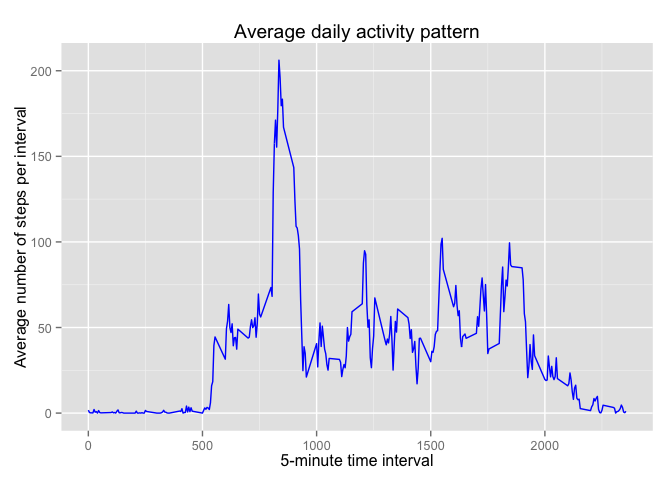 Average daily activity pattern
Average number of steps per interval
200
150
100
50
0
0 500 1000 1500 2000
5-minute time interval